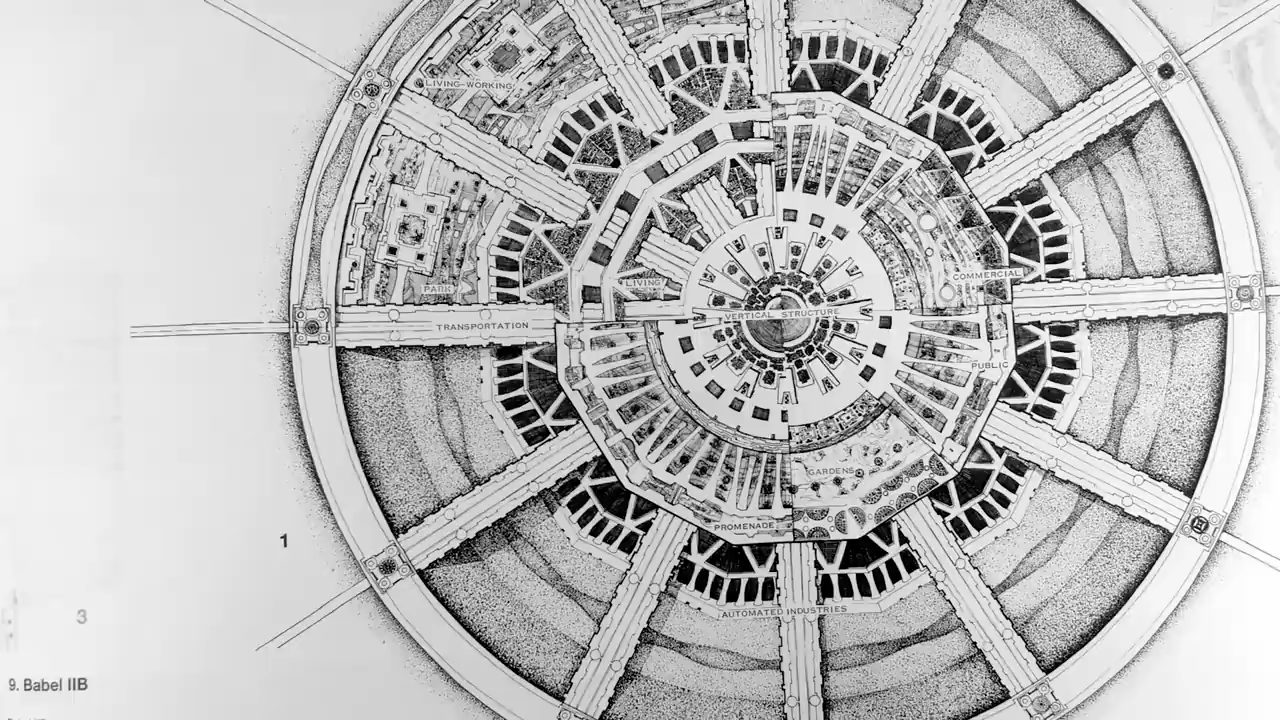 LIVING-WORKING
PARK
TRANSPORTATION
LIVING
VERTICAL STRUCTURE
COMMERCIAL
PUBLIC
GARDENS
PROMENADE
AUTOMATED INDUSTRIES
1
3
9. Babel IIB